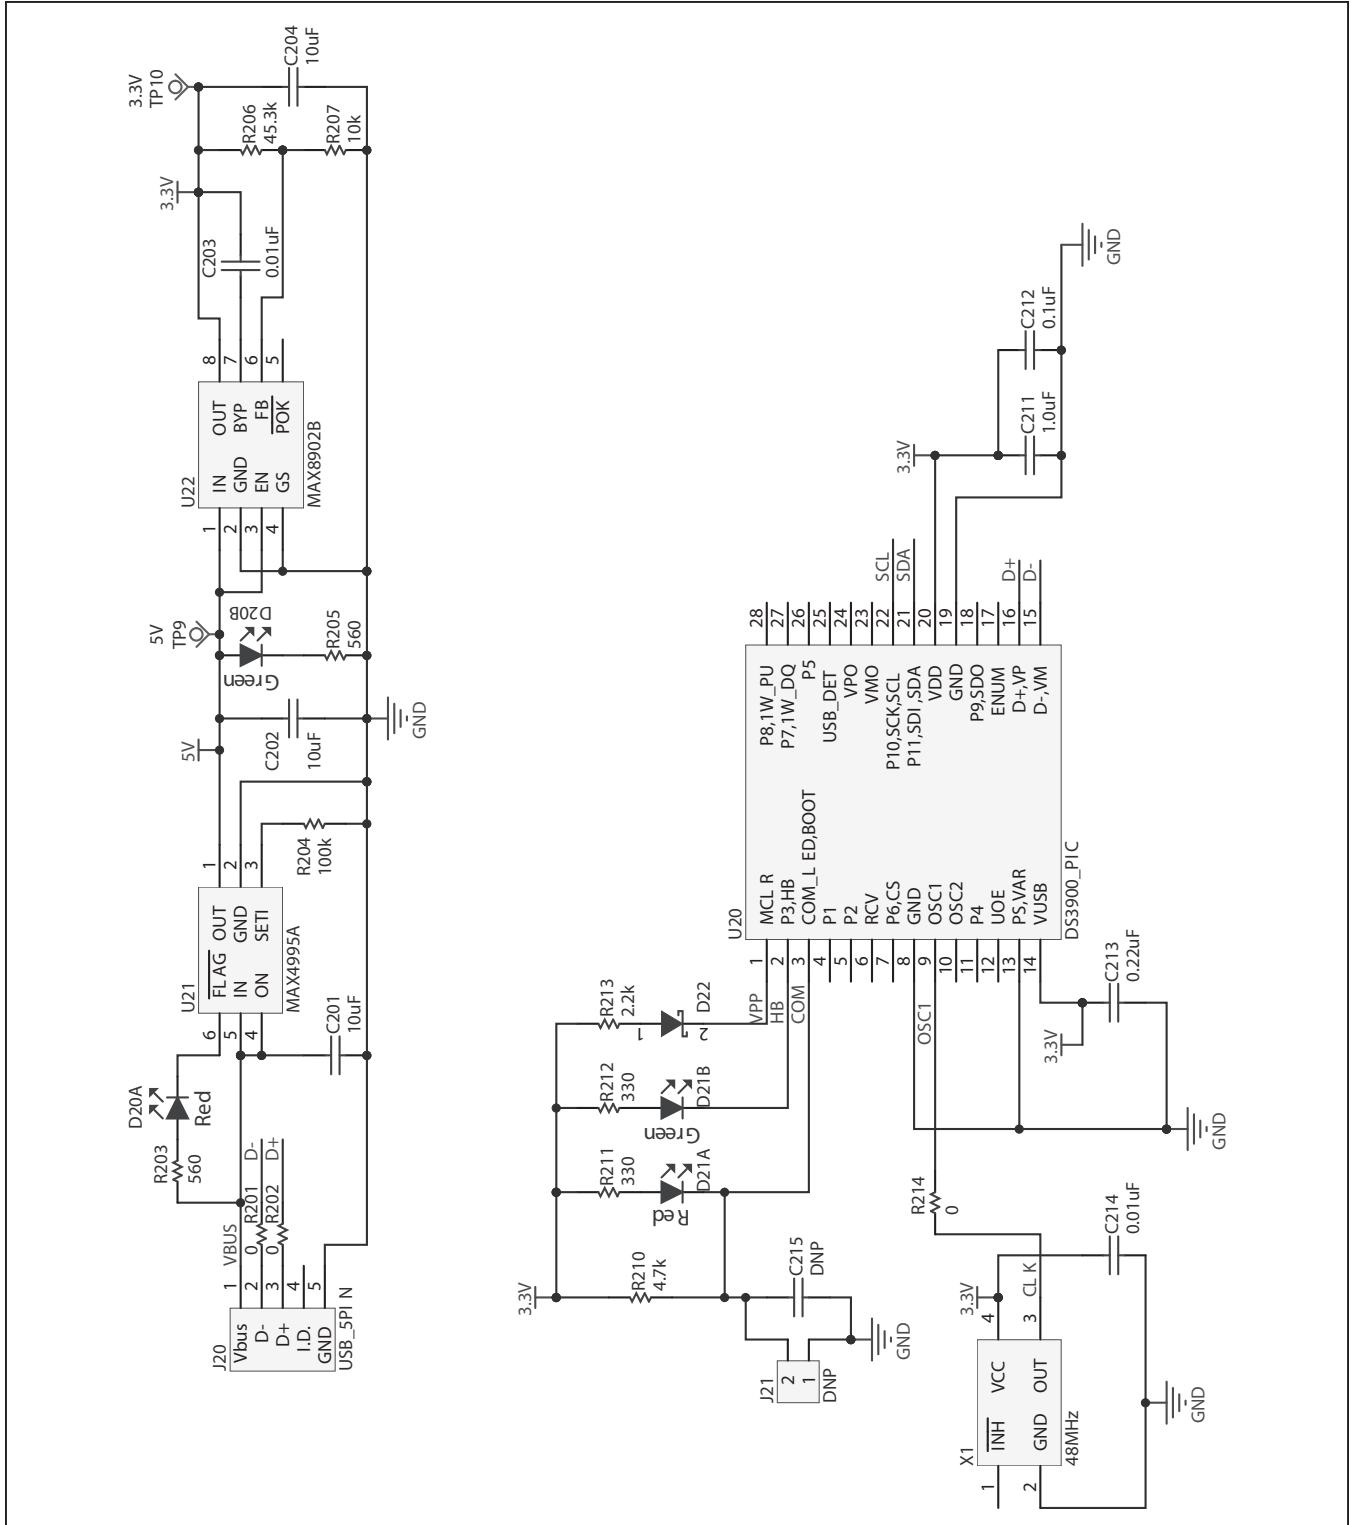 J20
Vbus
D-
D+
I.D.
GND
USB_5PI N
1
2
3
4
5
VBUS
0 R201 D-
0 R202 D+
R203
560
D20A
Red
6
5
4
C201
10uF
U21
FLAG OUT
IN GND
ON SETI
MAX4995A
1
2
3
R204
100k
5V
C202
10uF
GND
5V
TP9
Green
D20B
R205
560
1
2
3
4
U22
IN OUT
GND BYP
EN FB
GS POK
MAX8902B
8
7
6
5
C203
0.01uF
3.3V
R206
45.3k
R207
10k
3.3V
TP10
C204
10uF
3.3V
R210
4.7k
J21
2
1
DNP
C215
DNP
GND
R211
330
Red
D21A
R212
330
Green
D21B
R213
2.2k
1
2
D22
VPP
HB
COM
OSC1
1
2
3
4
5
6
7
8
9
10
11
12
13
14
U20
MCL R
P3,HB
COM_L ED,BOOT
P1
P2
RCV
P6,CS
GND
OSC1
OSC2
P4
UOE
PS,VAR
VUSB
P8,1W_PU
P7,1W_DQ
P5
USB_DET
VPO
VMO
P10,SCK,SCL
P11,SDI ,SDA
VDD
GND
P9,SDO
ENUM
D+,VP
D-,VM
DS3900_PIC
28
27
26
25
24
23
22
21
20
19
18
17
16
15
SCL
SDA
D+
D-
3.3V
C211
1.0uF
C212
0.1uF
GND
3.3V
C213
0.22uF
GND
R214
0
X1
1
2
INH VCC
GND OUT
48MHz
4
3
3.3V
CL K
C214
0.01uF
GND